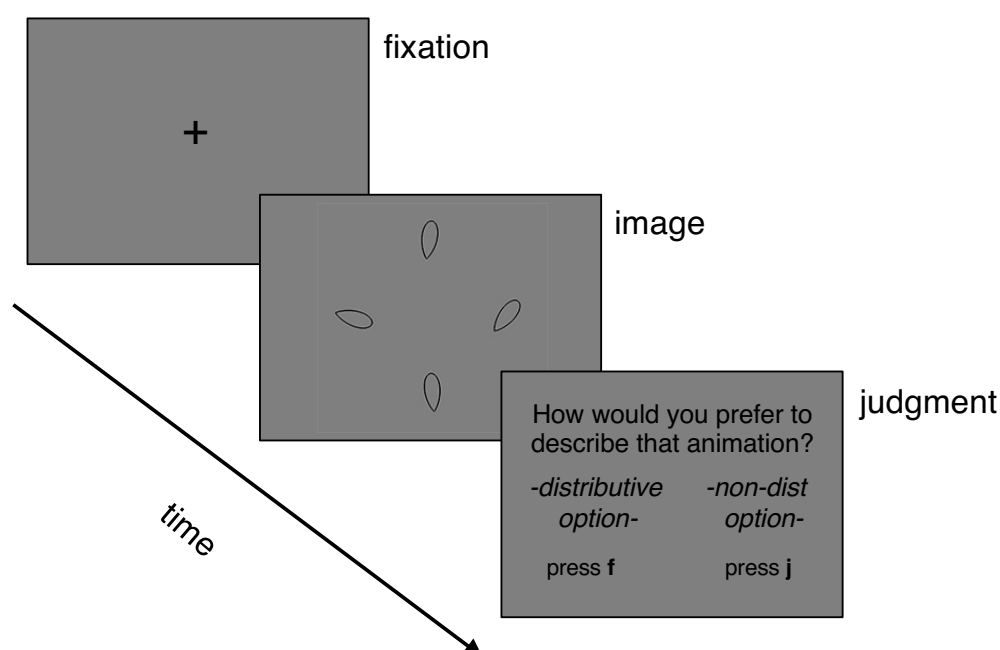 fixation
+
image
judgment
How would you prefer to
describe that animation?
-distributive -non-dist
option- option-
press f press j
time